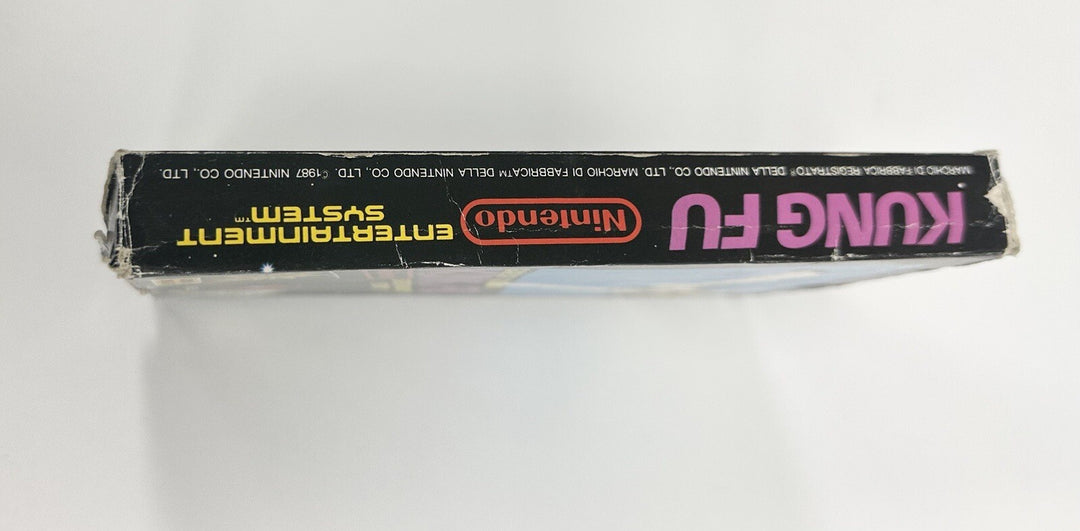 KUNG FU
Nintendo
ENTERTAINMENT
SYSTEM™
MARCHIO DI FABBRICA REGISTRATO® DELLA NINTENDO CO., LTD. MARCHIO DI FABBRICA™ DELLA NINTENDO CO., LTD. ©1987 NINTENDO CO., LTD.